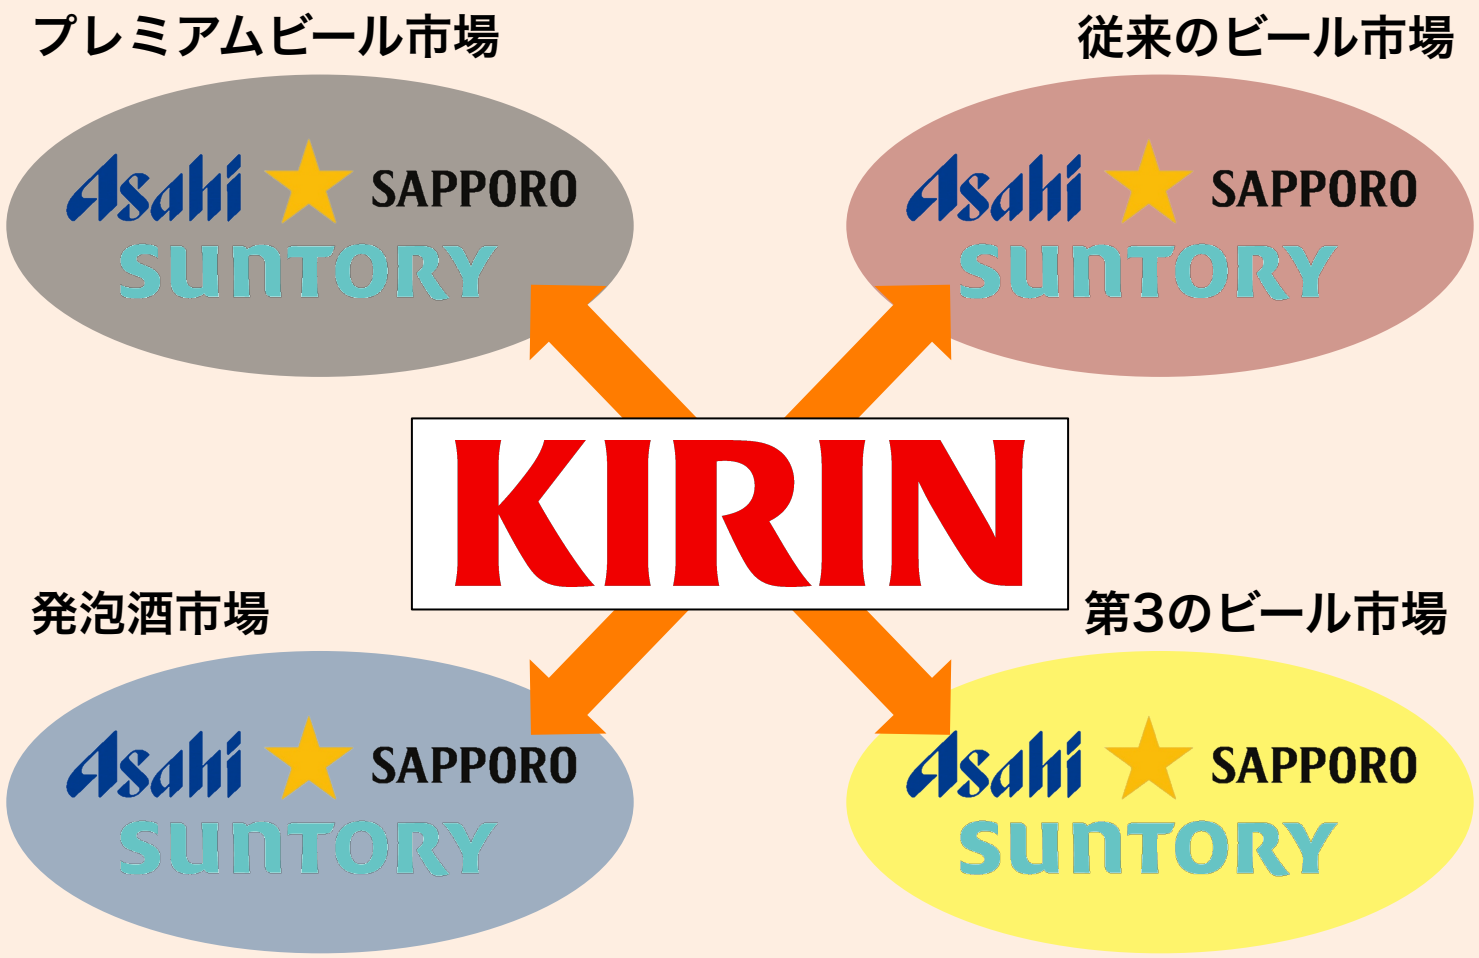 プレミアムビール市場
従来のビール市場
Asahi SAPPORO
SUNTORY
Asahi SAPPORO
SUNTORY
KIRIN
発泡酒市場
第3のビール市場
Asahi SAPPORO
SUNTORY
Asahi SAPPORO
SUNTORY